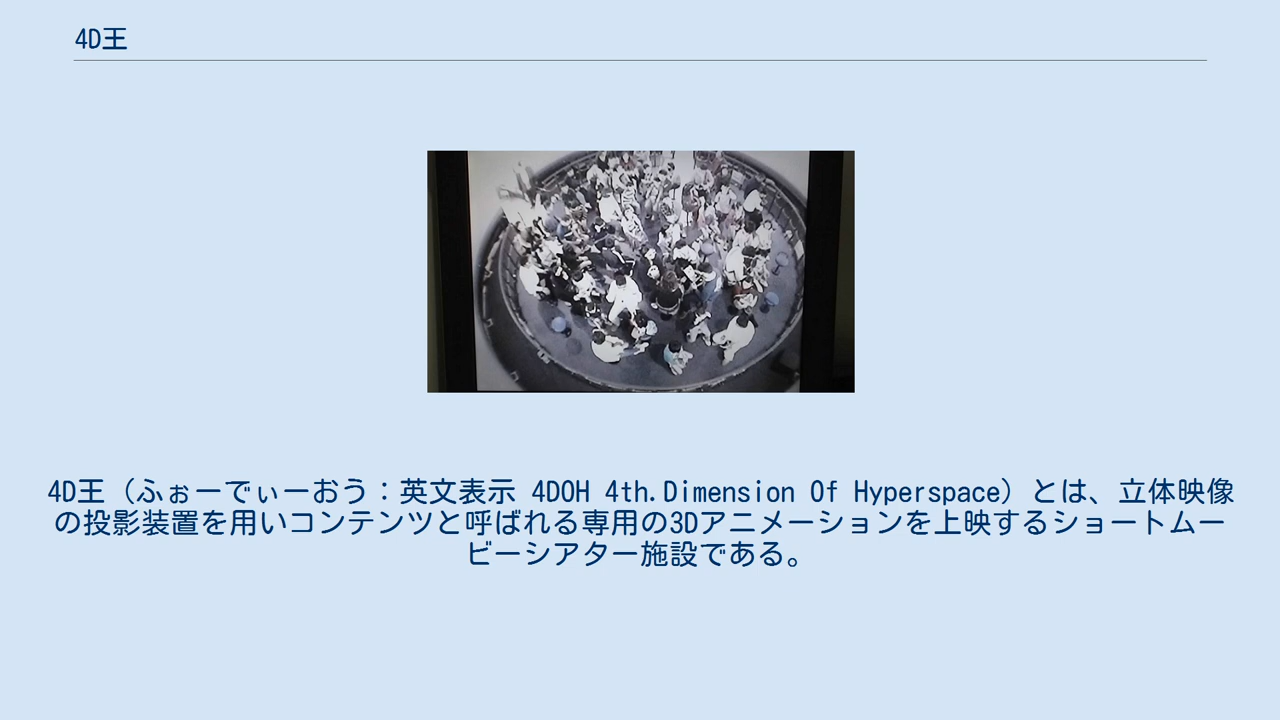 4D王
4D王（ふぉーでぃーおう：英文表示 4DOH 4th.Dimension Of Hyperspace）とは、立体映像
の投影装置を用いコンテンツと呼ばれる専用の3Dアニメーションを上映するショートムー
ビーシアター施設である。